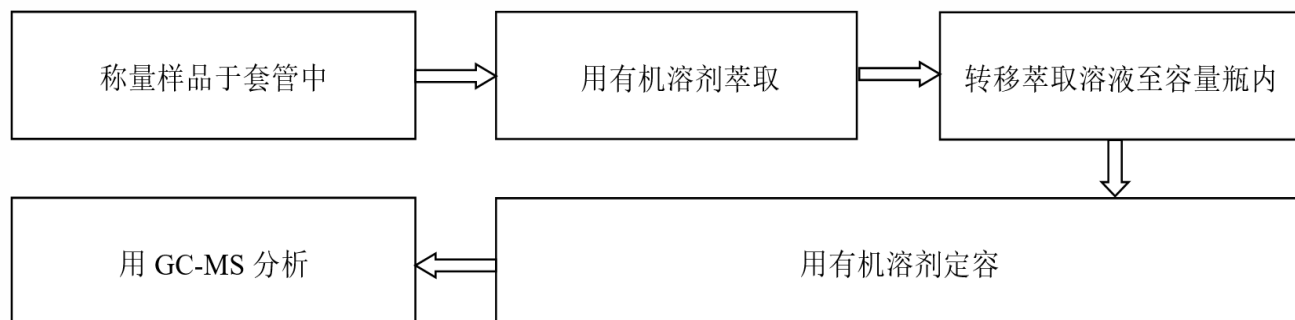 称量样品于套管中
用有机溶剂萃取
转移萃取溶液至容量瓶内
用有机溶剂定容
用 GC-MS 分析